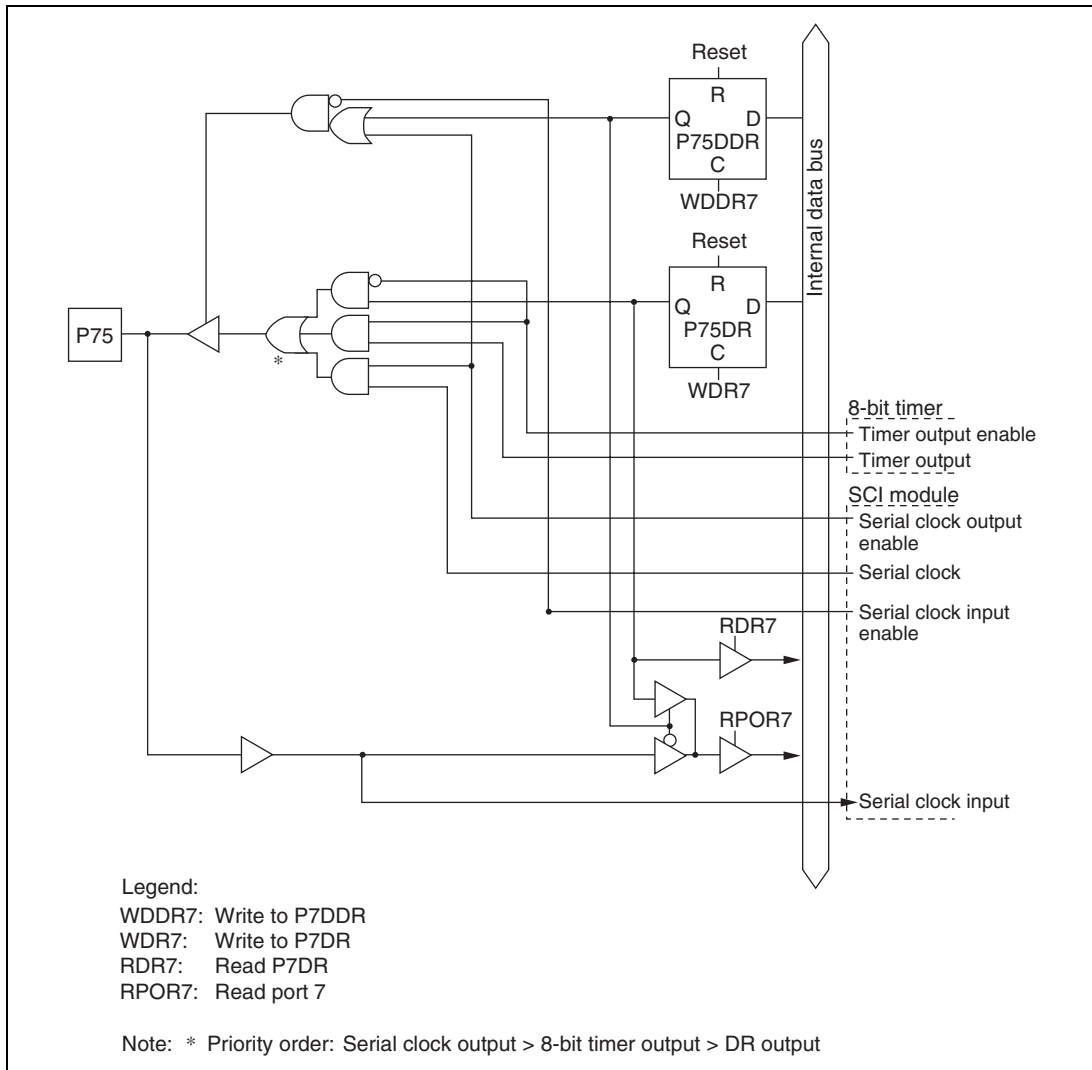 Reset
R
Q D
P75DDR
C
WDDR7
Internal data bus
Reset
R
Q D
P75DR
C
WDR7
P75
*
8-bit timer
Timer output enable
Timer output
SCI module
Serial clock output
enable
Serial clock
Serial clock input
enable
RDR7
RPOR7
Serial clock input
Legend:
WDDR7: Write to P7DDR
WDR7: Write to P7DR
RDR7: Read P7DR
RPOR7: Read port 7
Note: * Priority order: Serial clock output > 8-bit timer output > DR output